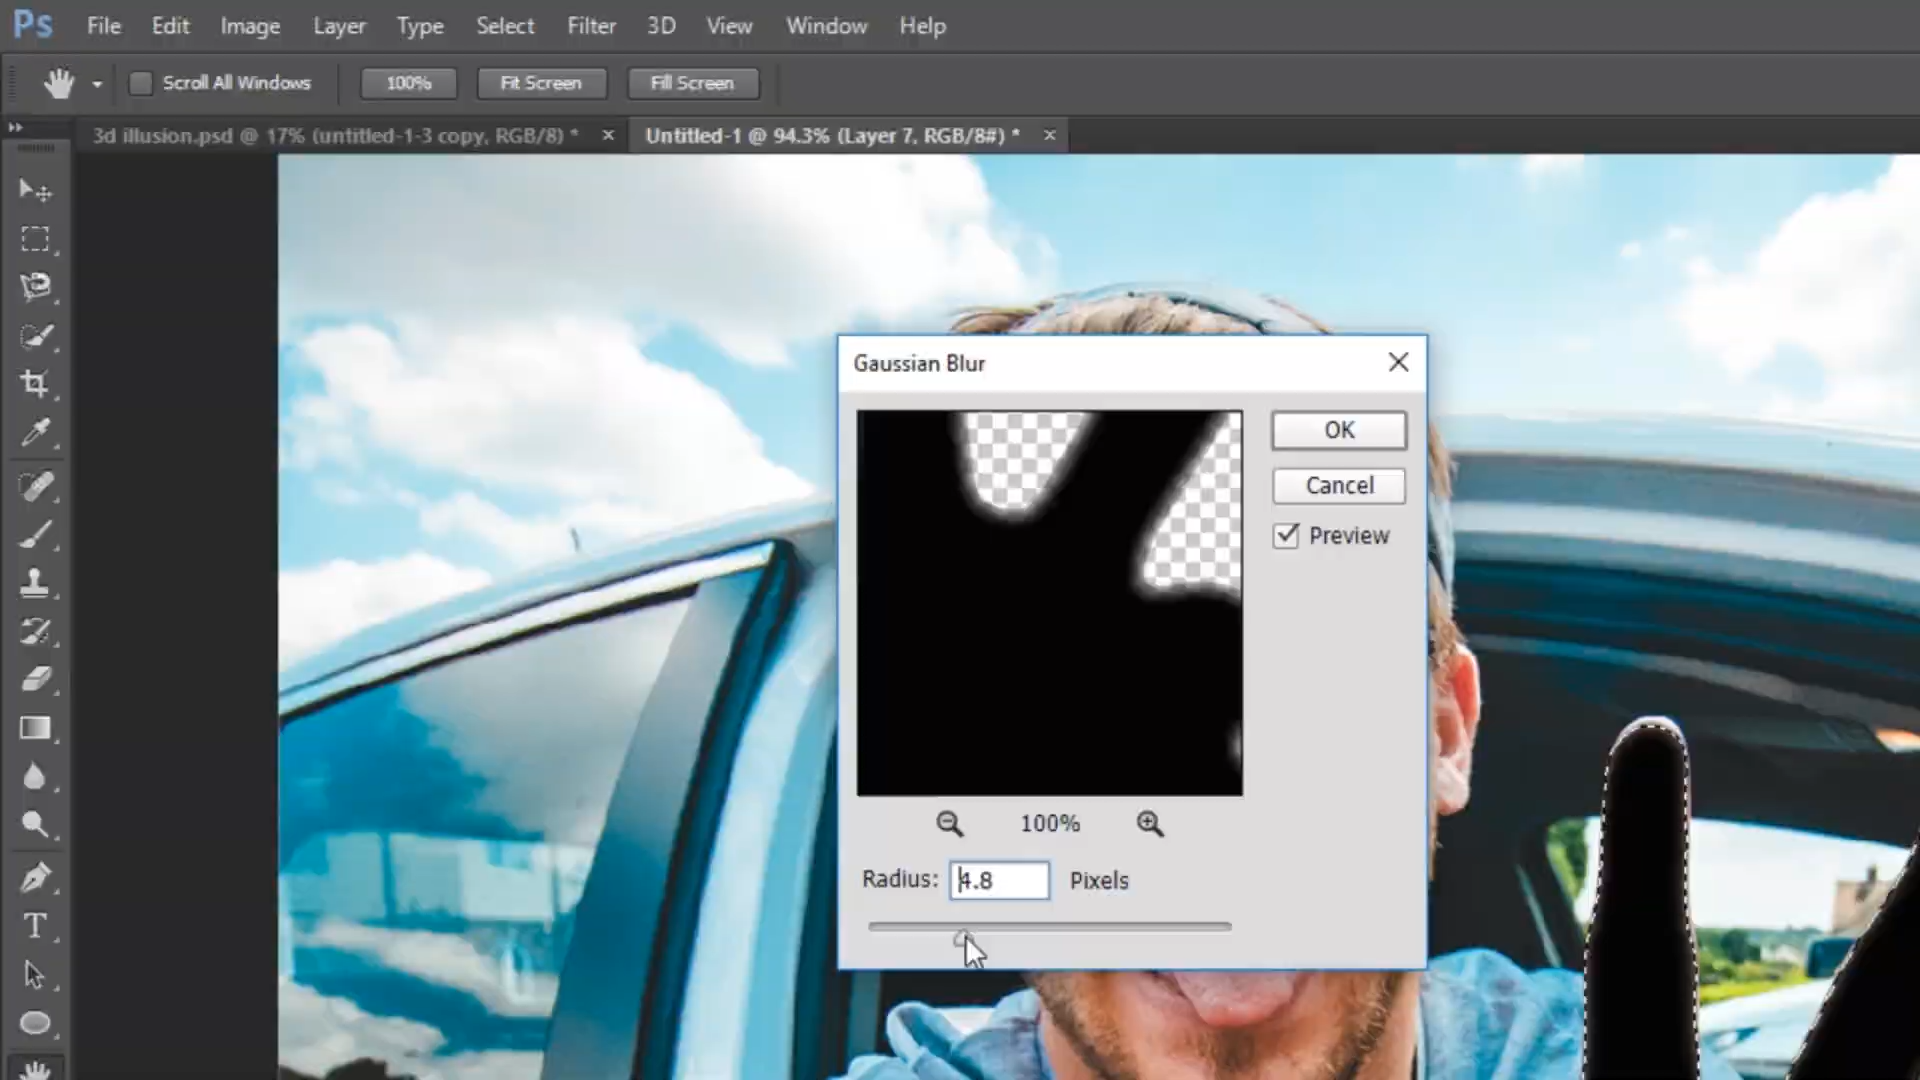 Ps File Edit Image Layer Type Select Filter 3D View Window Help
Scroll All Windows 100% Fit Screen Fill Screen
3d illusion.psd @ 17% (untitled-1-3 copy, RGB/8) * × Untitled-1 @ 94.3% (Layer 7, RGB/8#) * ×
Gaussian Blur
OK
Cancel
Preview
100%
Radius: 4.8 Pixels
T